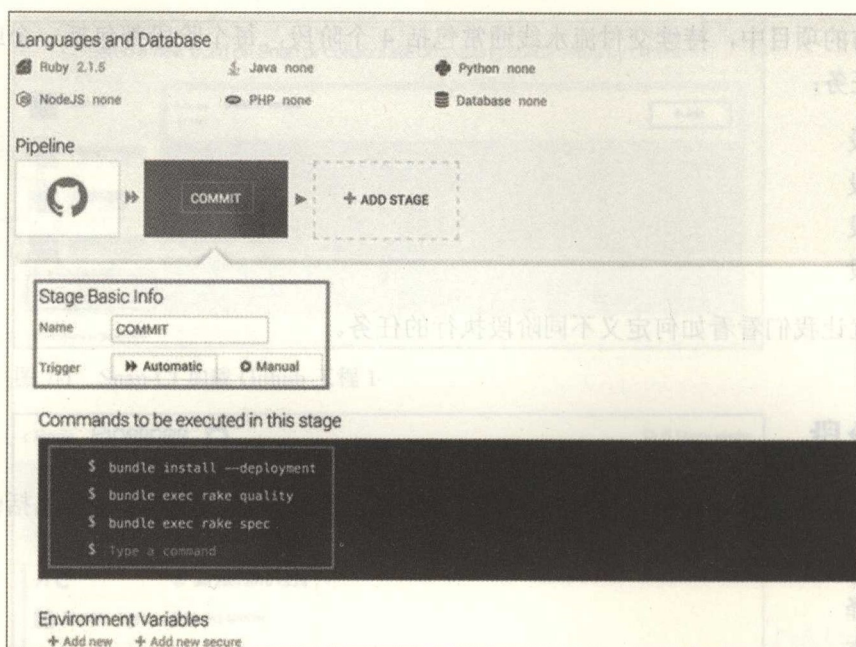 Languages and Database
Ruby 2.1.5
Java none
Python none
NodeJS none
PHP none
Database none
Pipeline
COMMIT
+ ADD STAGE
Stage Basic Info
Name
COMMIT
Trigger
Automatic
Manual
Commands to be executed in this stage
$ bundle install --deployment
$ bundle exec rake quality
$ bundle exec rake spec
$ Type a command
Environment Variables
+ Add new + Add new secure